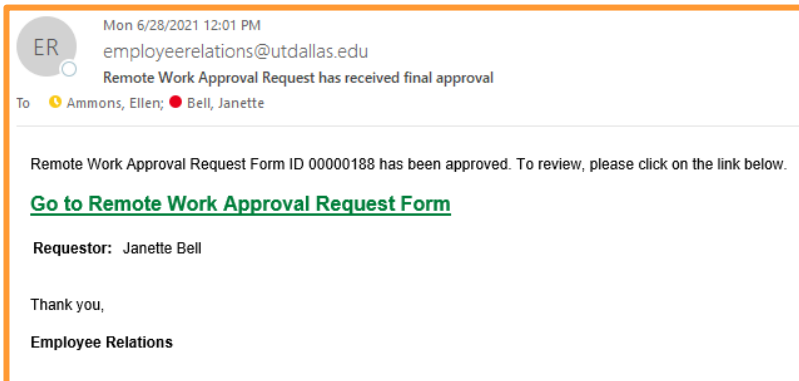 ER
Mon 6/28/2021 12:01 PM
employeerelations@utdallas.edu
Remote Work Approval Request has received final approval
To Ammons, Ellen; Bell, Janette
Remote Work Approval Request Form ID 00000188 has been approved. To review, please click on the link below.
Go to Remote Work Approval Request Form
Requestor: Janette Bell
Thank you,
Employee Relations